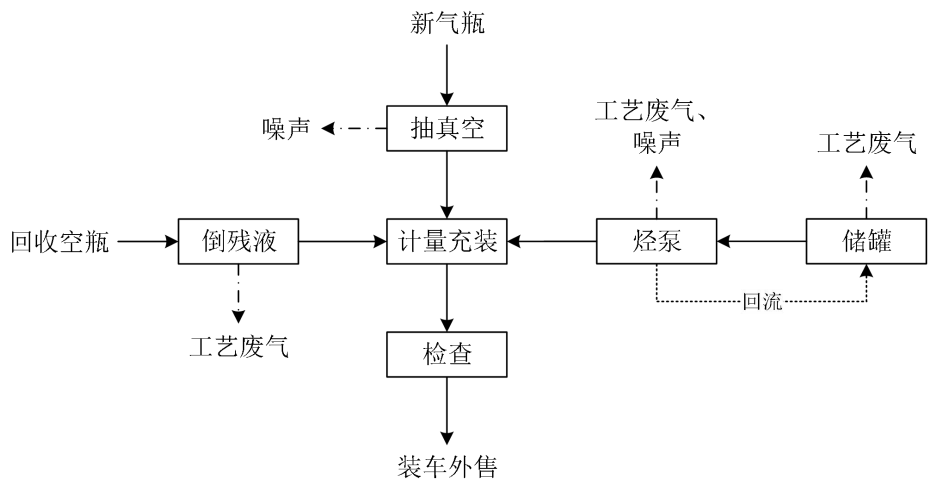 新气瓶
噪声
抽真空
工艺废气、
噪声
工艺废气
回收空瓶
倒残液
计量充装
烃泵
储罐
回流
工艺废气
检查
装车外售